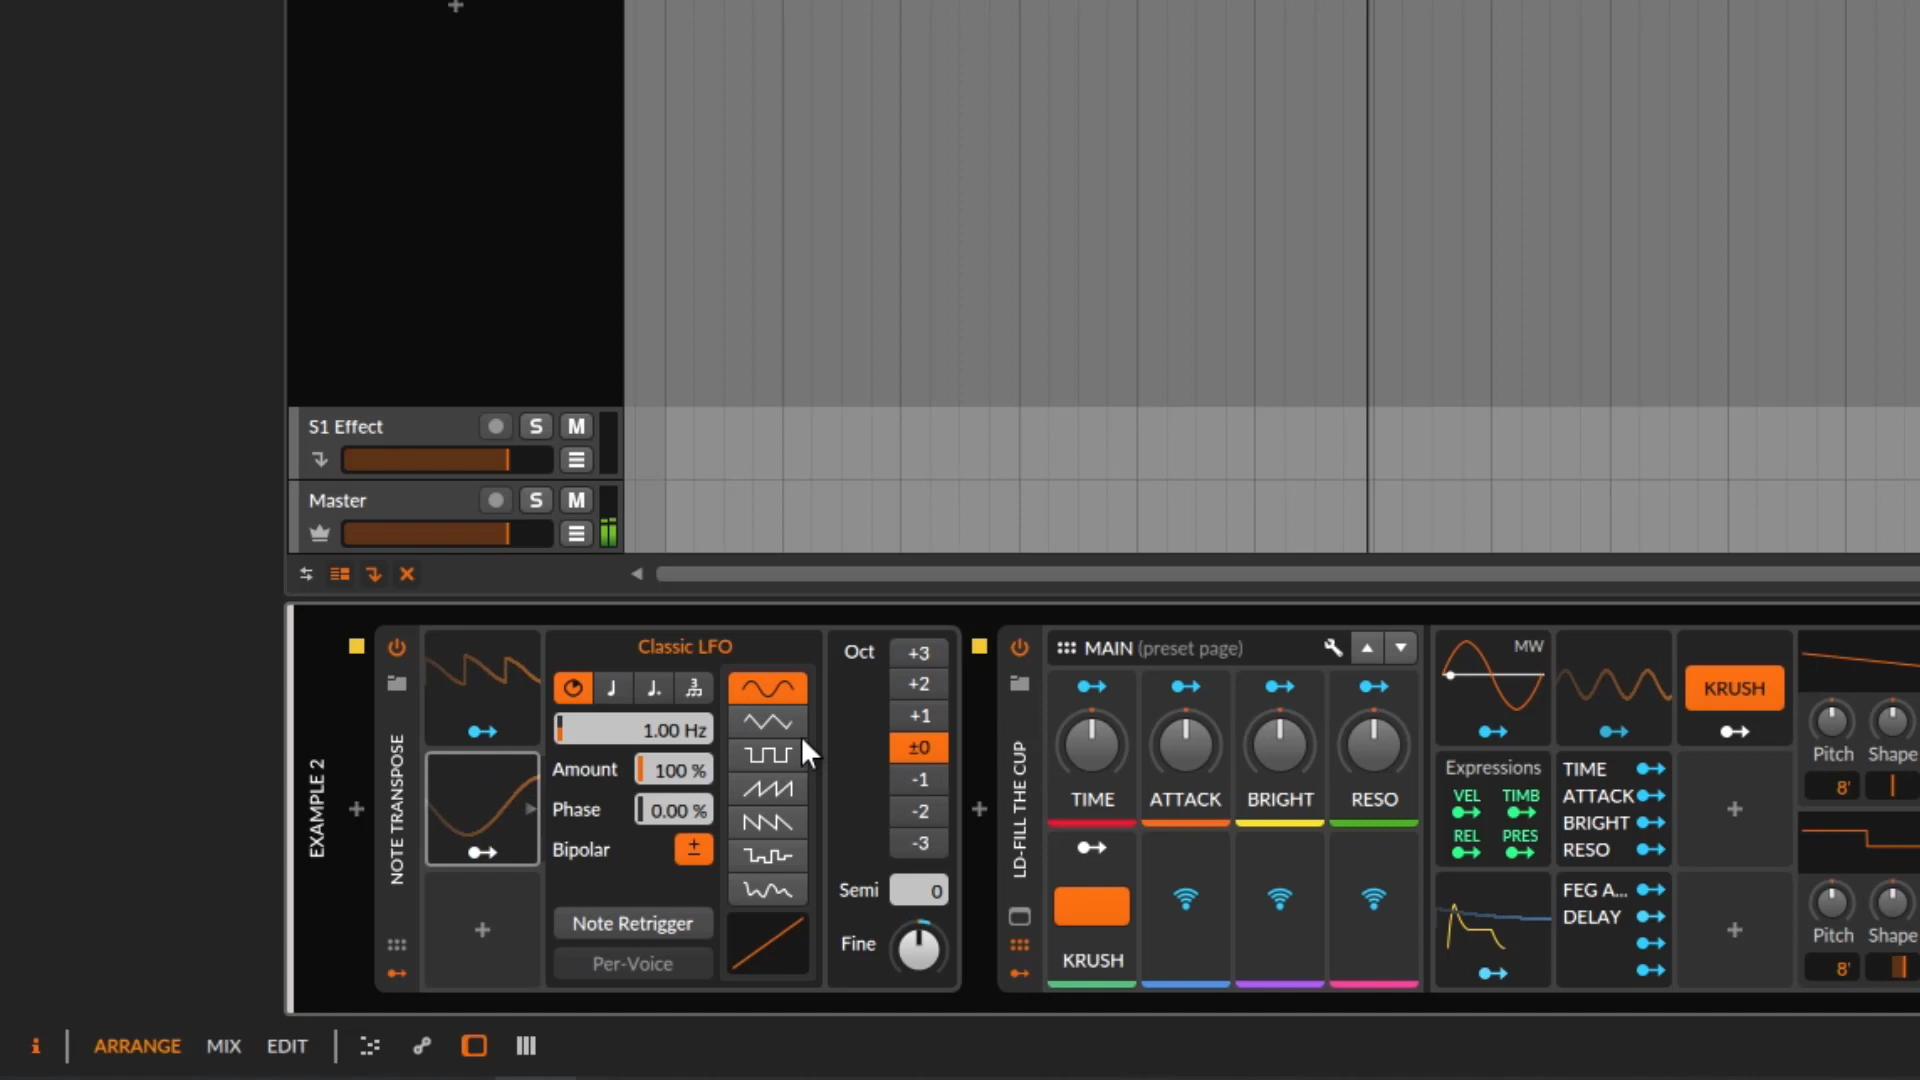 S1 Effect
S
M
Master
S
M
EXAMPLE 2
NOTE TRANSPOSE
Classic LFO
1.00 Hz
Amount
100 %
Phase
0.00 %
Bipolar
±
Note Retrigger
Per-Voice
Oct
+3
+2
+1
±0
-1
-2
-3
Semi
0
Fine
LD-FILL THE CUP
MAIN (preset page)
TIME
ATTACK
BRIGHT
RESO
KRUSH
MW
KRUSH
Expressions
VEL
TIMB
REL
PRES
TIME
ATTACK
BRIGHT
RESO
FEG A...
DELAY
Pitch
Shape
8'
Pitch
Shape
8'
i
ARRANGE
MIX
EDIT